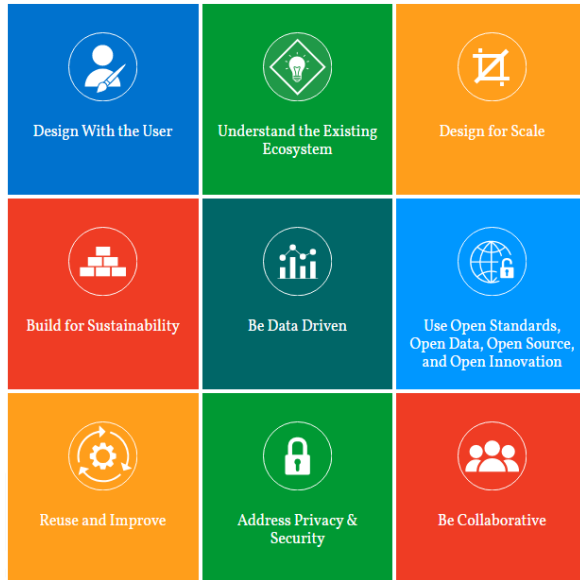 Design With the User
Understand the Existing
Ecosystem
Design for Scale
Build for Sustainability
Be Data Driven
Use Open Standards,
Open Data, Open Source,
and Open Innovation
Reuse and Improve
Address Privacy &
Security
Be Collaborative